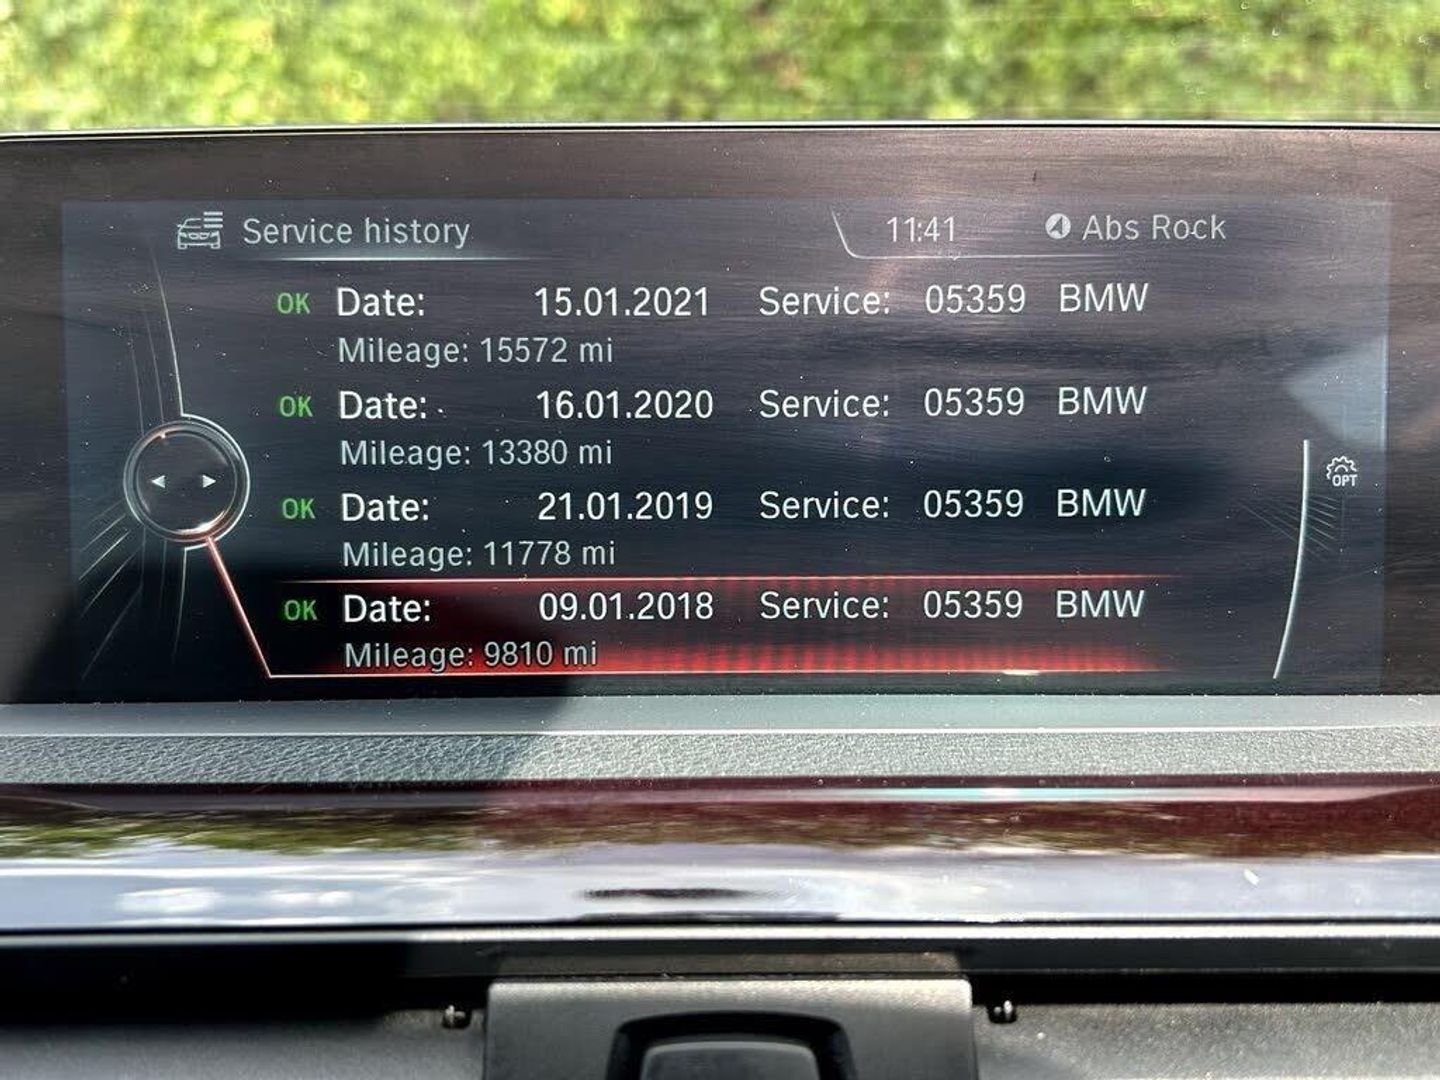 Service history 11:41 Abs Rock
OK Date: 15.01.2021 Service: 05359 BMW
Mileage: 15572 mi
OK Date: 16.01.2020 Service: 05359 BMW
Mileage: 13380 mi
OK Date: 21.01.2019 Service: 05359 BMW
Mileage: 11778 mi
OK Date: 09.01.2018 Service: 05359 BMW
Mileage: 9810 mi
OPT